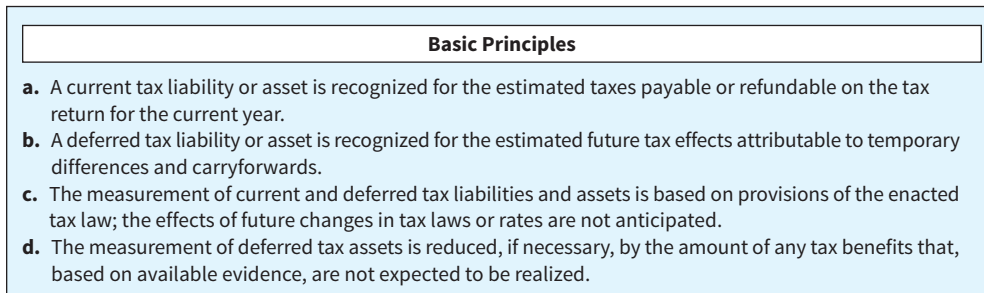 Basic Principles
a. A current tax liability or asset is recognized for the estimated taxes payable or refundable on the tax
return for the current year.
b. A deferred tax liability or asset is recognized for the estimated future tax effects attributable to temporary
differences and carryforwards.
c. The measurement of current and deferred tax liabilities and assets is based on provisions of the enacted
tax law; the effects of future changes in tax laws or rates are not anticipated.
d. The measurement of deferred tax assets is reduced, if necessary, by the amount of any tax benefits that,
based on available evidence, are not expected to be realized.